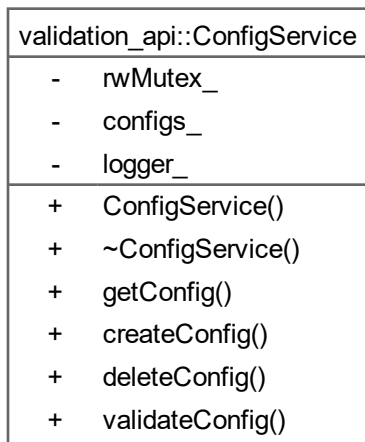 validation_api::ConfigService
- rwMutex_
- configs_
- logger_
+ ConfigService()
+ ~ConfigService()
+ getConfig()
+ createConfig()
+ deleteConfig()
+ validateConfig()